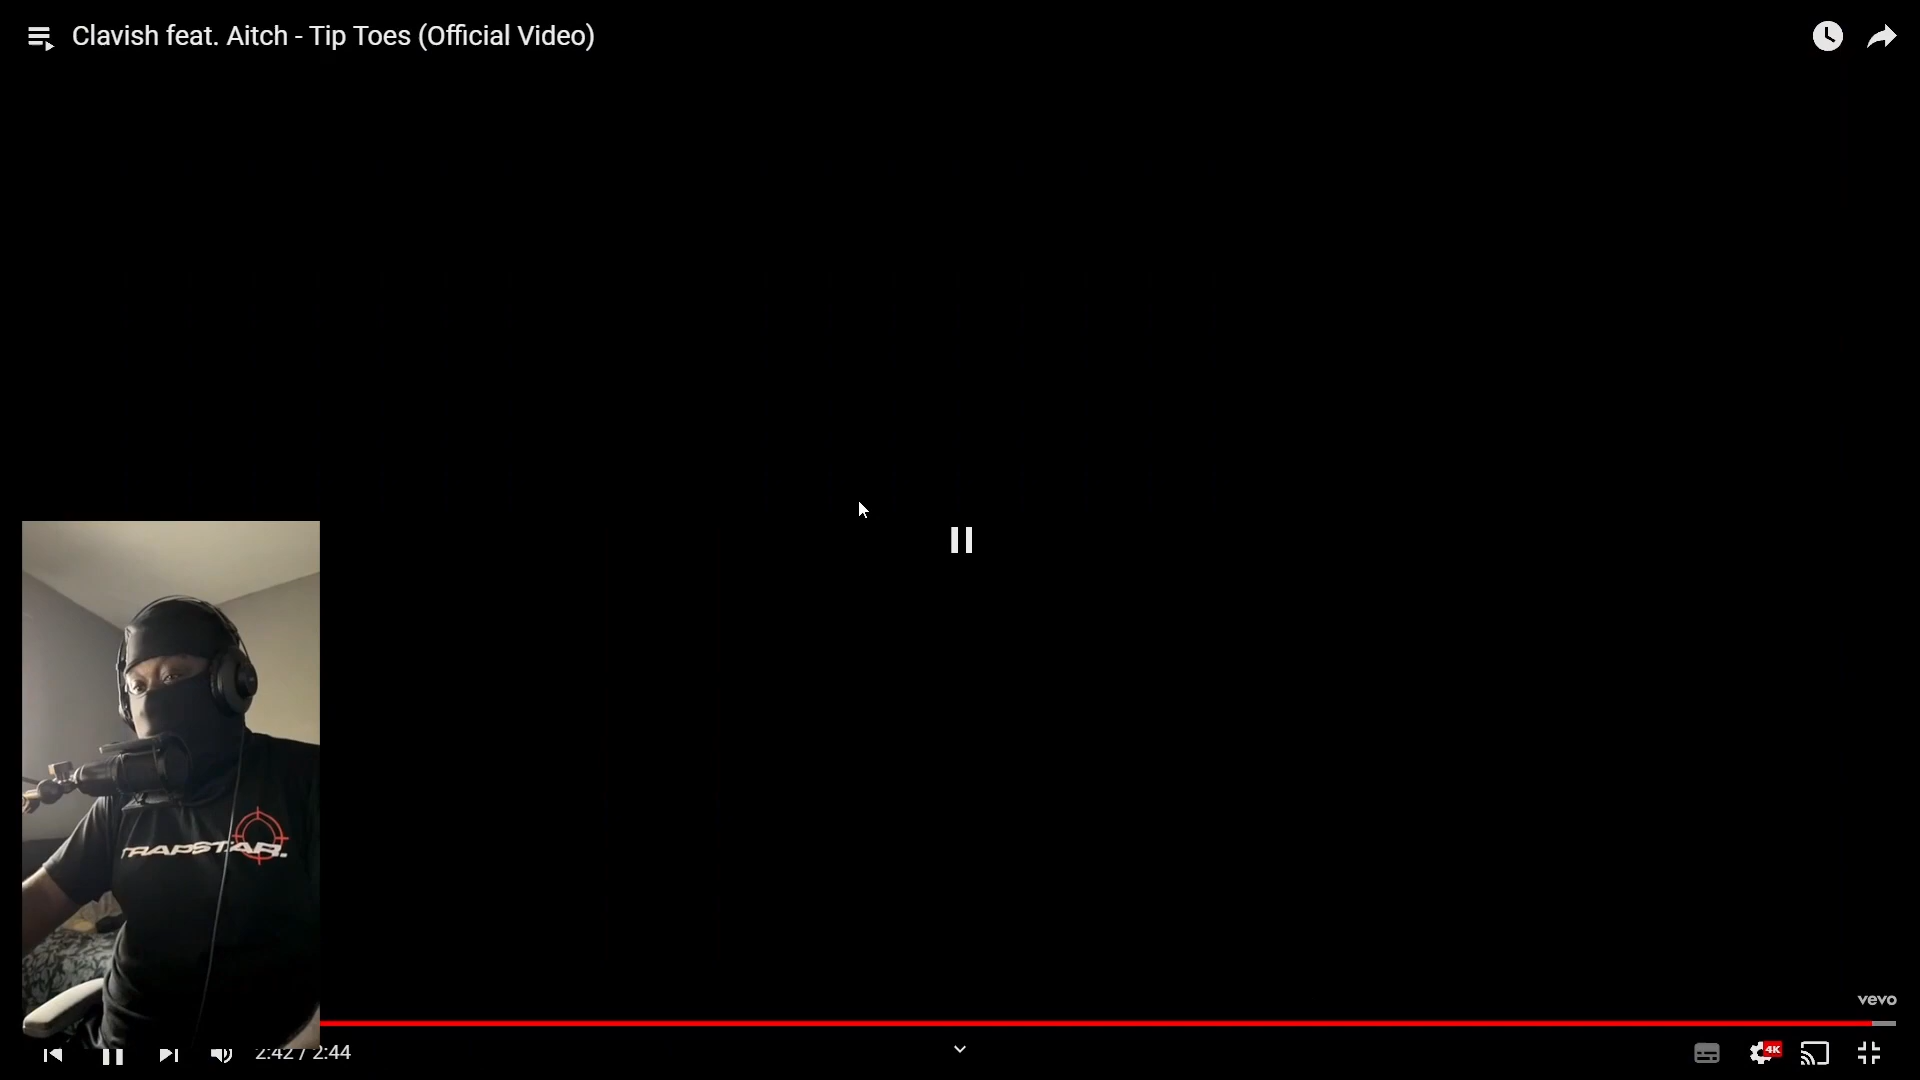 Clavish feat. Aitch - Tip Toes (Official Video)
TRAPSTAR.
vevo
2:42 / 2:44
4K